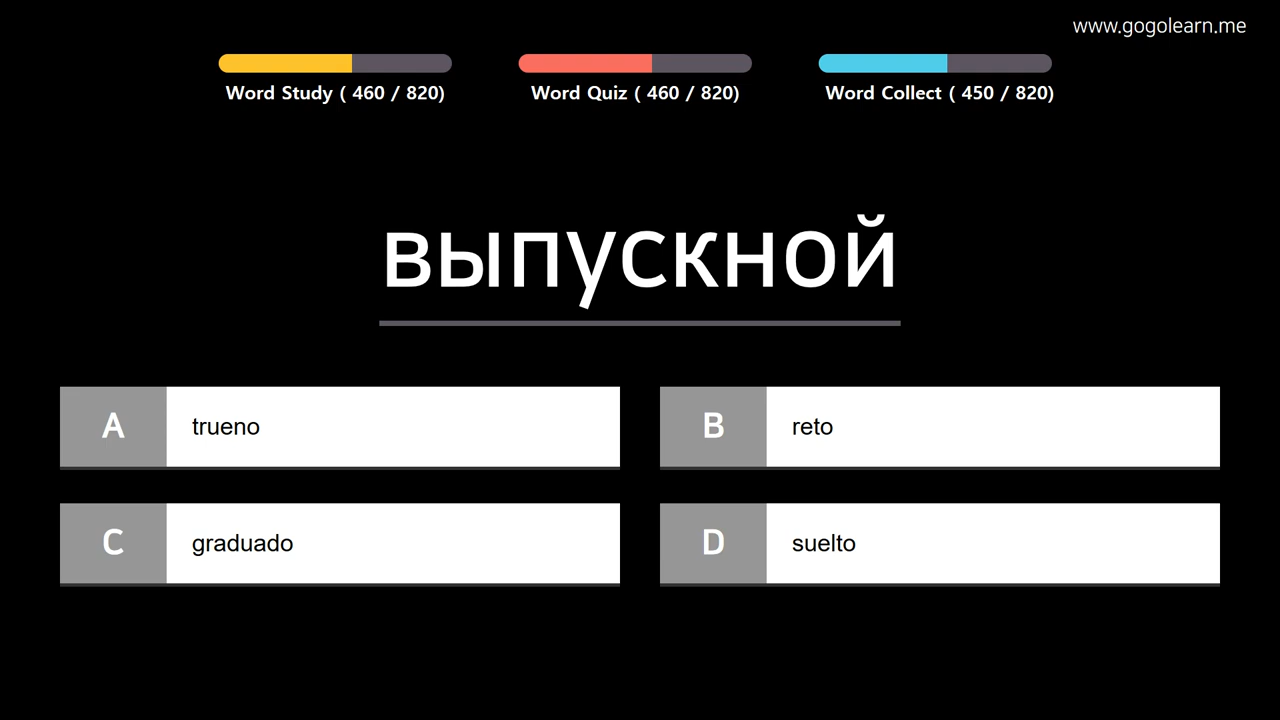 www.gogolearn.me
Word Study ( 460 / 820)
Word Quiz ( 460 / 820)
Word Collect ( 450 / 820)
выпускной
A trueno
B reto
C graduado
D suelto